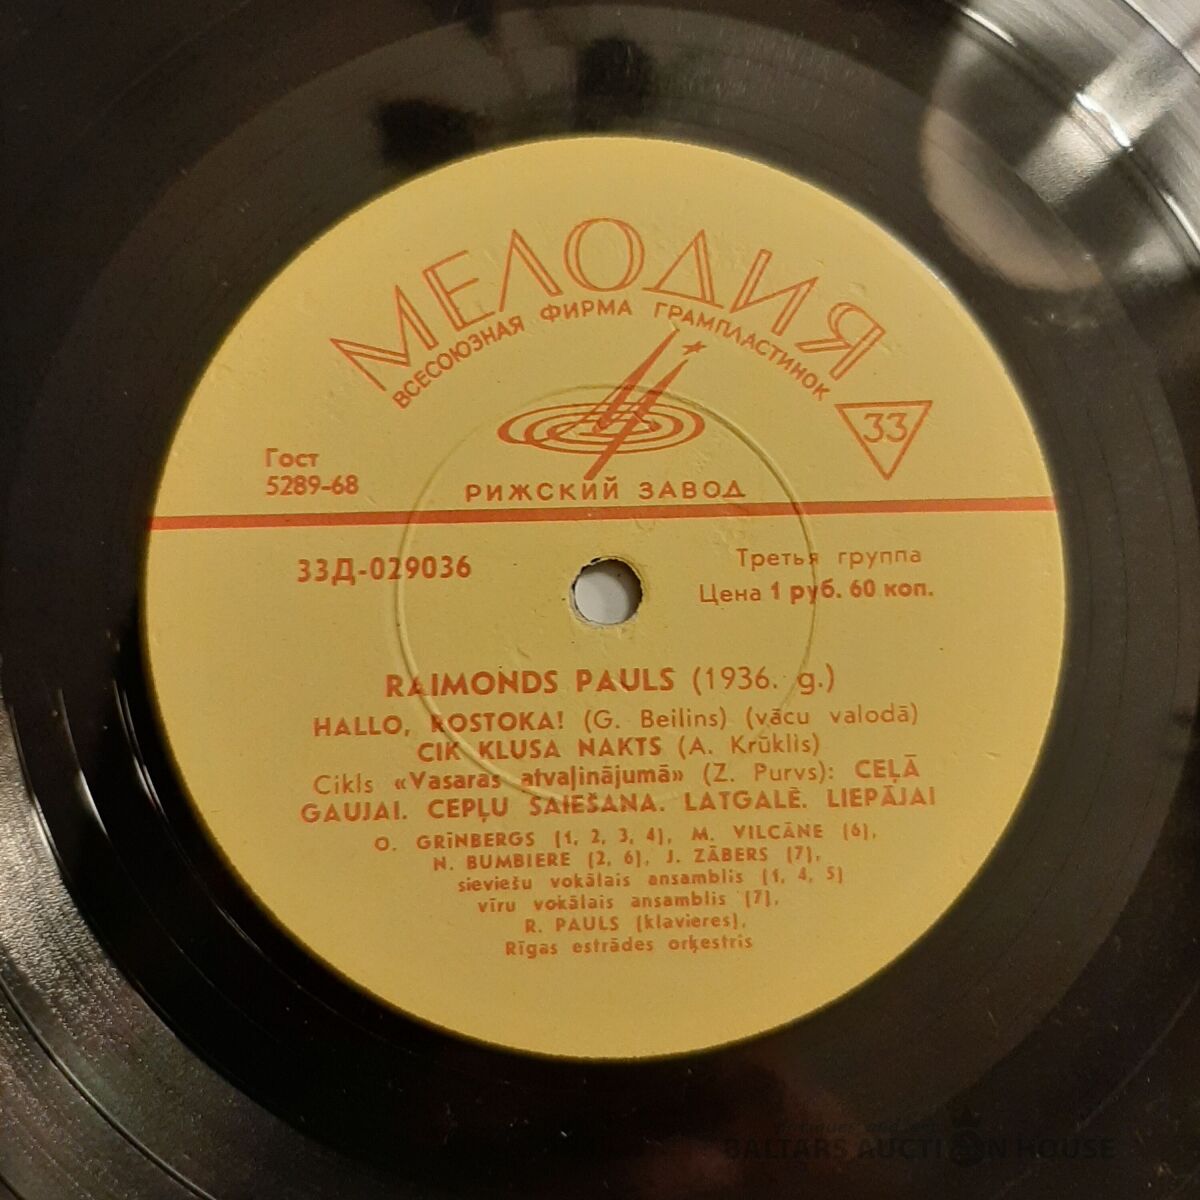 МЕЛОДИЯ
ВСЕСОЮЗНАЯ ФИРМА ГРАМПЛАСТИНОК
33
Гост
5289-68
РИЖСКИЙ ЗАВОД
33Д-029036
Третья группа
Цена 1 руб. 60 коп.
RAIMONDS PAULS (1936. g.)
HALLO, ROSTOKA! (G. Beilins) (vācu valodā)
CIK KLUSA NAKTS (A. Krūklis)
Cikls «Vasaras atvaļinājumā» (Z. Purvs): CEĻĀ
GAUJAI. CEPĻU SAIEŠANA. LATGALĒ. LIEPĀJAI
O. GRĪNBERGS (1, 2, 3, 4), M. VILCĀNE (6),
N. BUMBIERE (2, 6), J. ZĀBERS (7),
sieviešu vokālais ansamblis (1, 4, 5)
vīru vokālais ansamblis (7),
R. PAULS (klavieres),
Rīgas estrādes orķestris
BALTARS AUCTION HOUSE